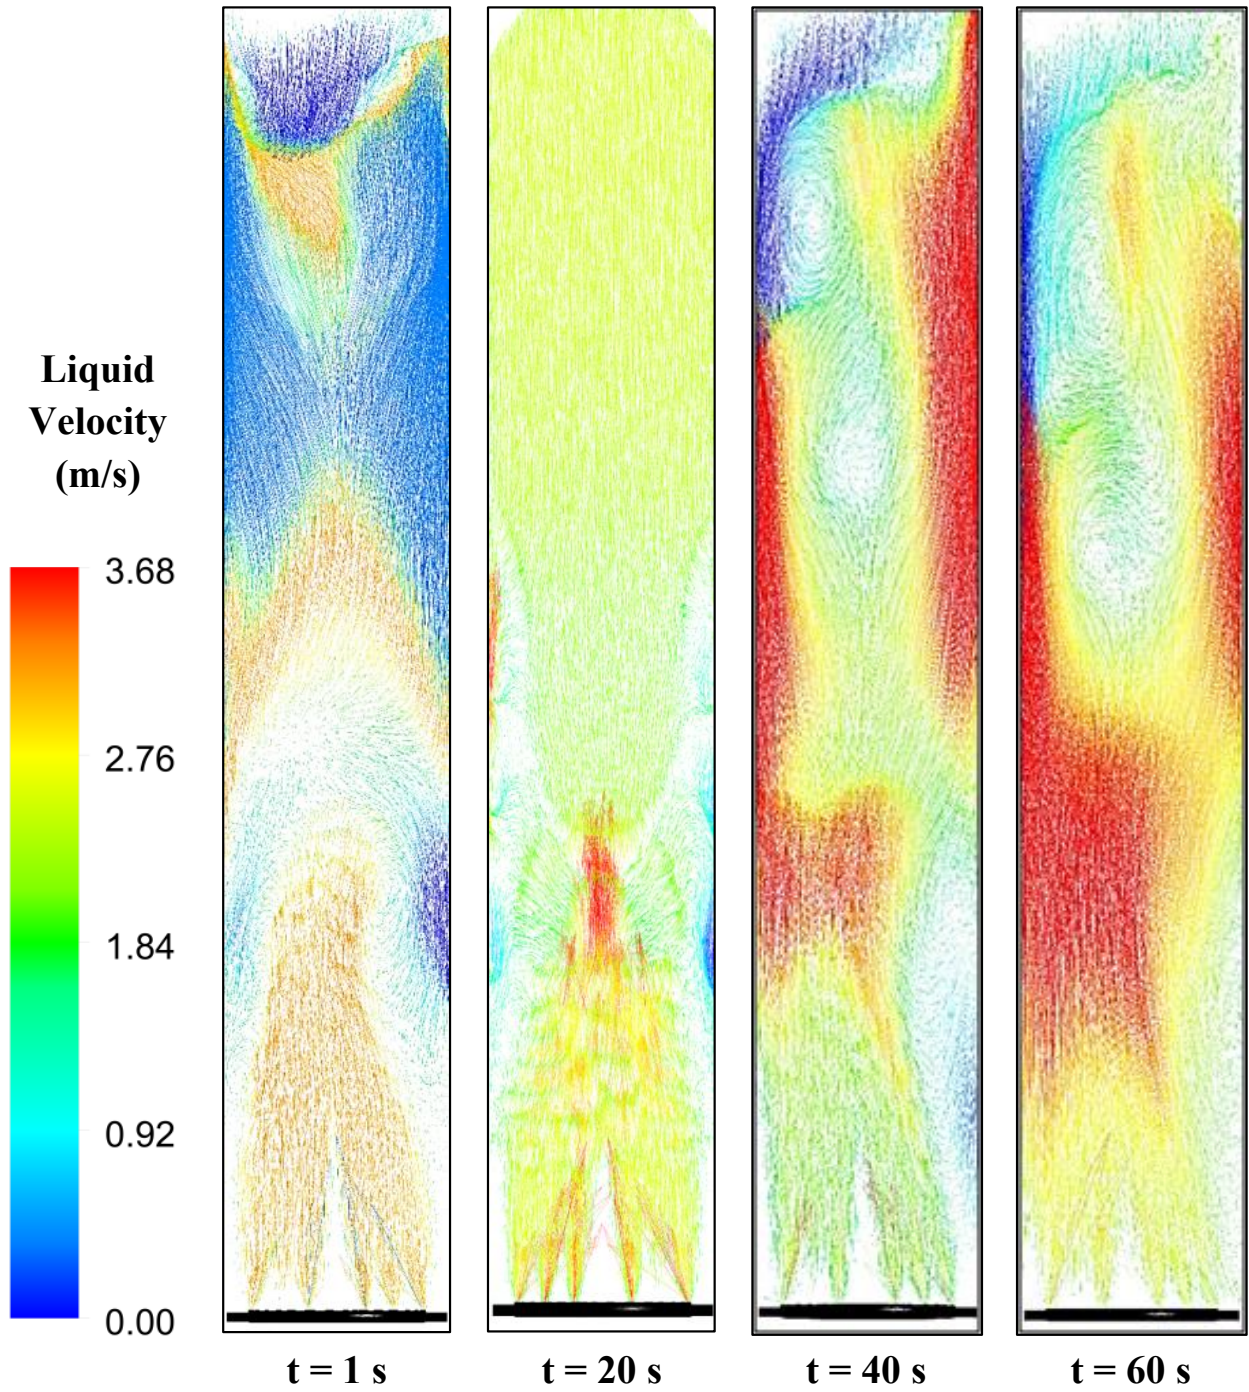 Liquid
Velocity
(m/s)
3.68
2.76
1.84
0.92
0.00
t = 1 s
t = 20 s
t = 40 s
t = 60 s